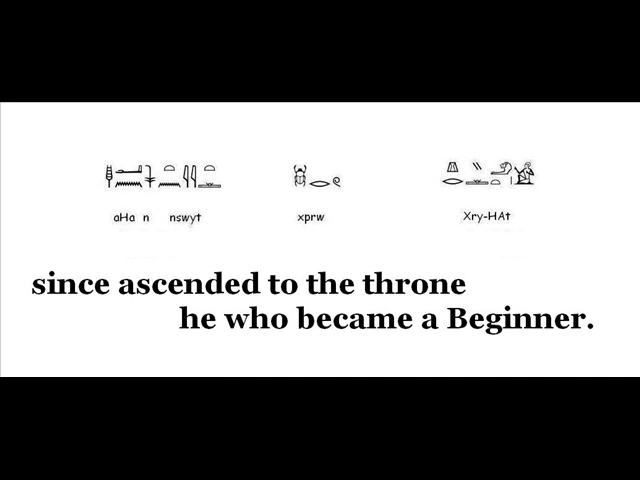 aHa n nswyt xprw Xry-HAt
since ascended to the throne
he who became a Beginner.